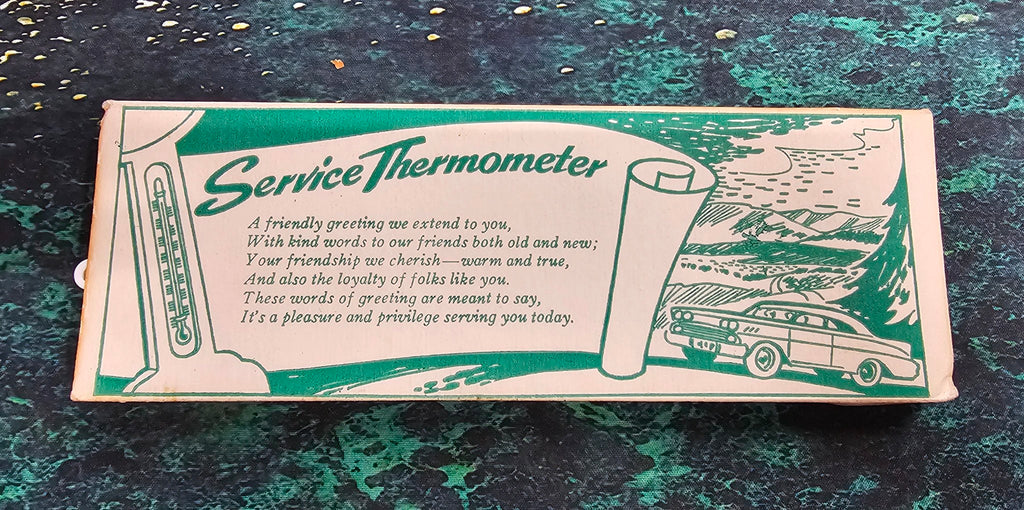 Service Thermometer
A friendly greeting we extend to you,
With kind words to our friends both old and new;
Your friendship we cherish—warm and true,
And also the loyalty of folks like you.
These words of greeting are meant to say,
It's a pleasure and privilege serving you today.